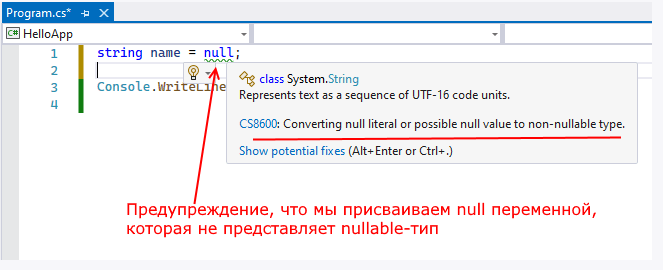 Program.cs*
HelloApp
1 string name = null;
2
3 Console.WriteLine
4
class System.String
Represents text as a sequence of UTF-16 code units.
CS8600: Converting null literal or possible null value to non-nullable type.
Show potential fixes (Alt+Enter or Ctrl+.)
Предупреждение, что мы присваиваем null переменной,
которая не представляет nullable-тип